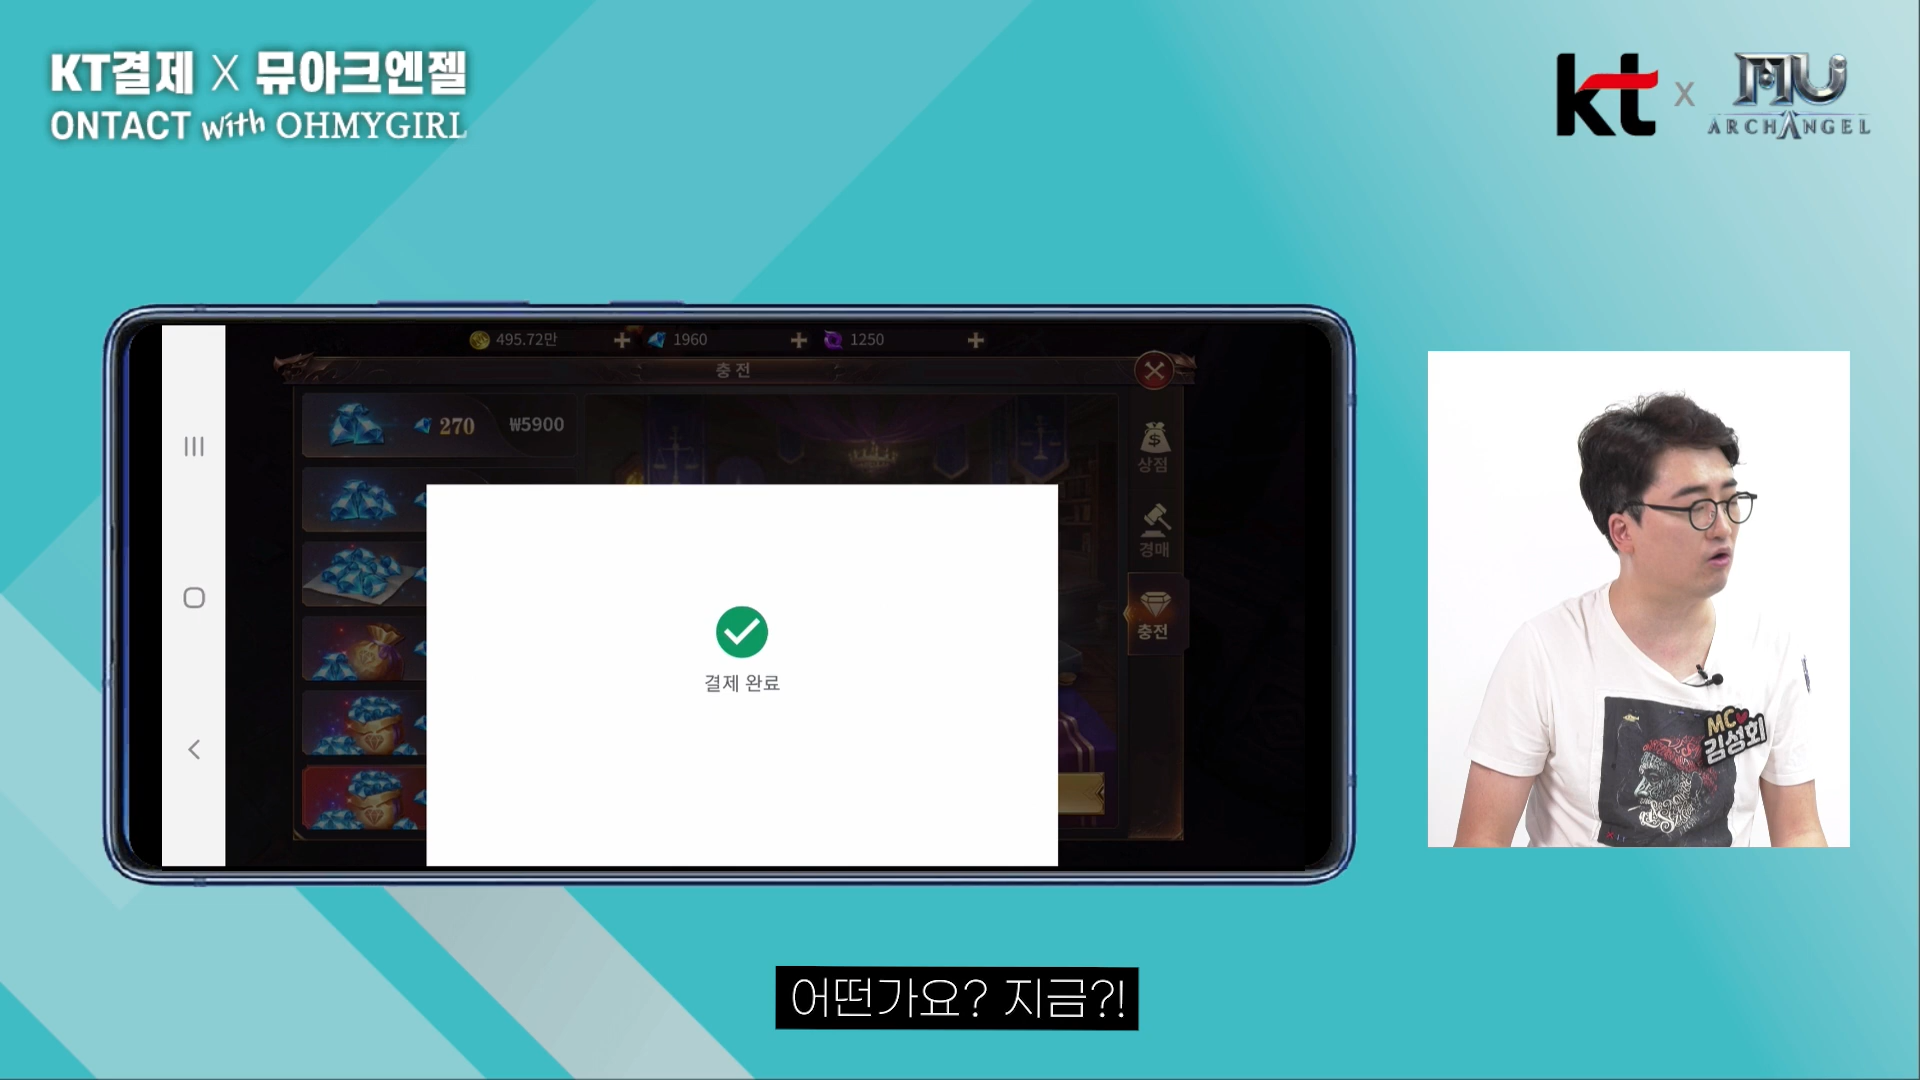 KT결제 X 뮤아크엔젤
ONTACT with OHMYGIRL
kt X MU
ARCHANGEL
495.72만
1960
1250
충전
270 ₩5900
상점
경매
충전
결제 완료
MC
김성회
어떤가요? 지금?!